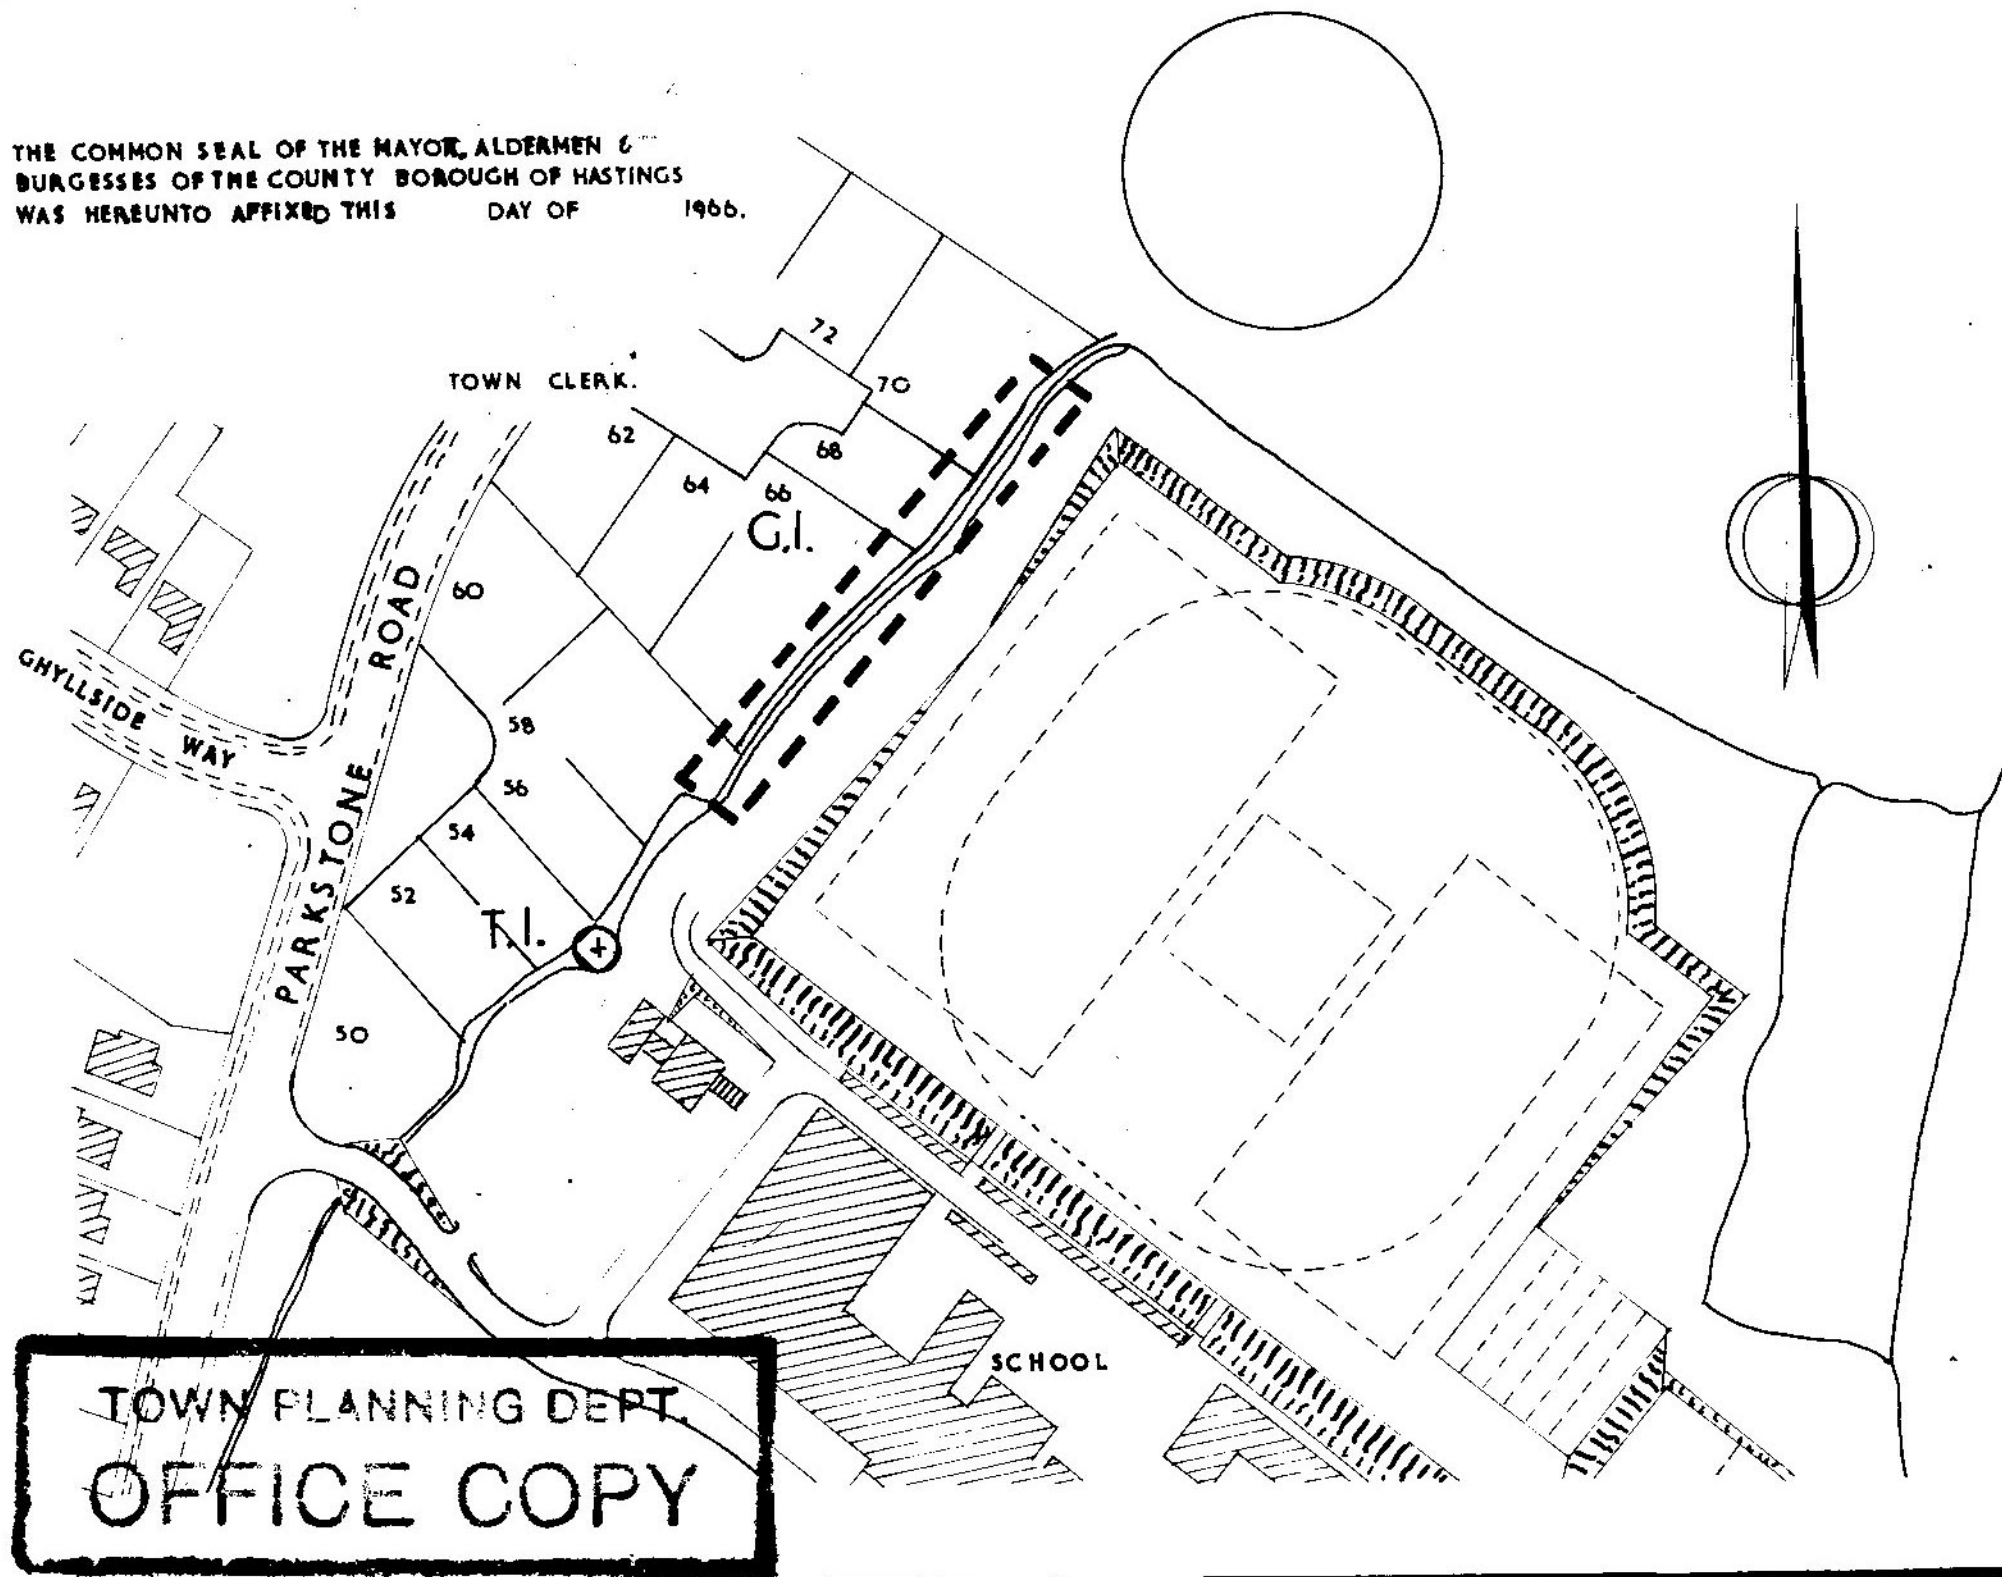 THE COMMON SEAL OF THE MAYOR, ALDERMEN &
BURGESSES OF THE COUNTY BOROUGH OF HASTINGS
WAS HEREUNTO AFFIXED THIS DAY OF 1966.
TOWN CLERK.
72
70
62
68
64
66
G.1.
60
PARKSTONE ROAD
GHYLLSIDE WAY
58
56
54
52
T.1.
50
SCHOOL
TOWN PLANNING DEPT.
OFFICE COPY